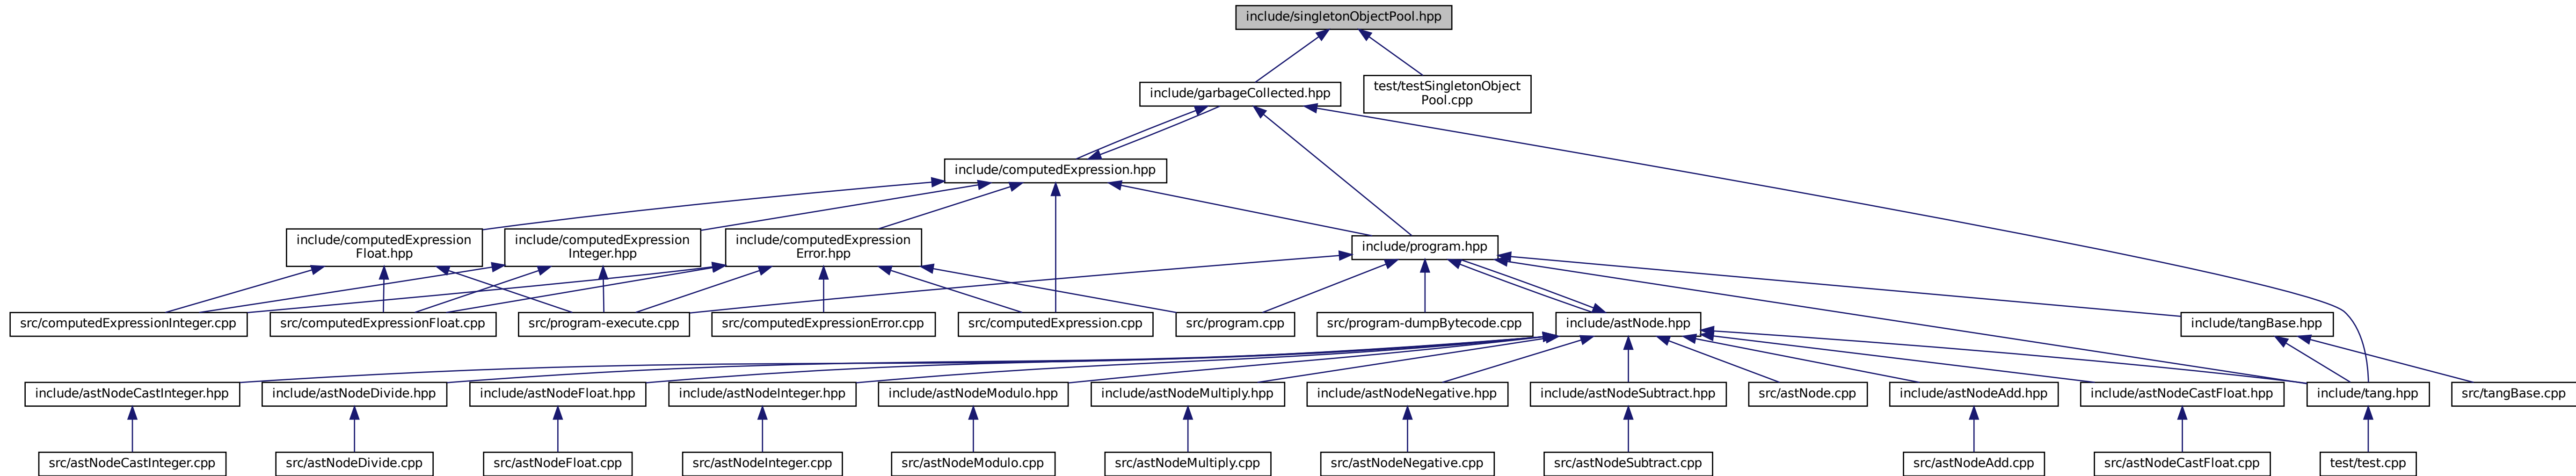 include/singletonObjectPool.hpp
include/garbageCollected.hpp
test/testSingletonObject
Pool.cpp
include/computedExpression.hpp
include/computedExpression
Float.hpp
include/computedExpression
Integer.hpp
include/computedExpression
Error.hpp
include/program.hpp
src/computedExpressionInteger.cpp
src/computedExpressionFloat.cpp
src/program-execute.cpp
src/computedExpressionError.cpp
src/computedExpression.cpp
src/program.cpp
src/program-dumpBytecode.cpp
include/astNode.hpp
include/tangBase.hpp
include/astNodeCastInteger.hpp
include/astNodeDivide.hpp
include/astNodeFloat.hpp
include/astNodeInteger.hpp
include/astNodeModulo.hpp
include/astNodeMultiply.hpp
include/astNodeNegative.hpp
include/astNodeSubtract.hpp
src/astNode.cpp
include/astNodeAdd.hpp
include/astNodeCastFloat.hpp
include/tang.hpp
src/tangBase.cpp
src/astNodeCastInteger.cpp
src/astNodeDivide.cpp
src/astNodeFloat.cpp
src/astNodeInteger.cpp
src/astNodeModulo.cpp
src/astNodeMultiply.cpp
src/astNodeNegative.cpp
src/astNodeSubtract.cpp
src/astNodeAdd.cpp
src/astNodeCastFloat.cpp
test/test.cpp